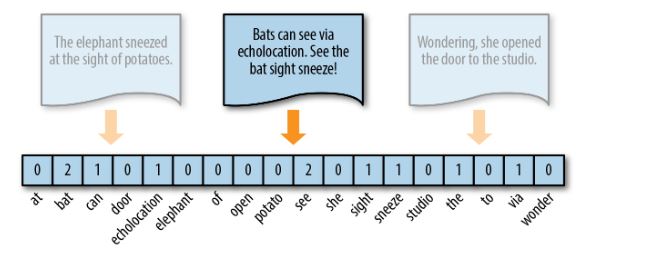 The elephant sneezed
at the sight of potatoes.
Bats can see via
echolocation. See the
bat sight sneeze!
Wondering, she opened
the door to the studio.
0 2 1 0 1 0 0 0 0 2 0 1 1 0 1 0 1 0
at bat can door echolocation elephant of open potato see she sight sneeze studio the to via wonder